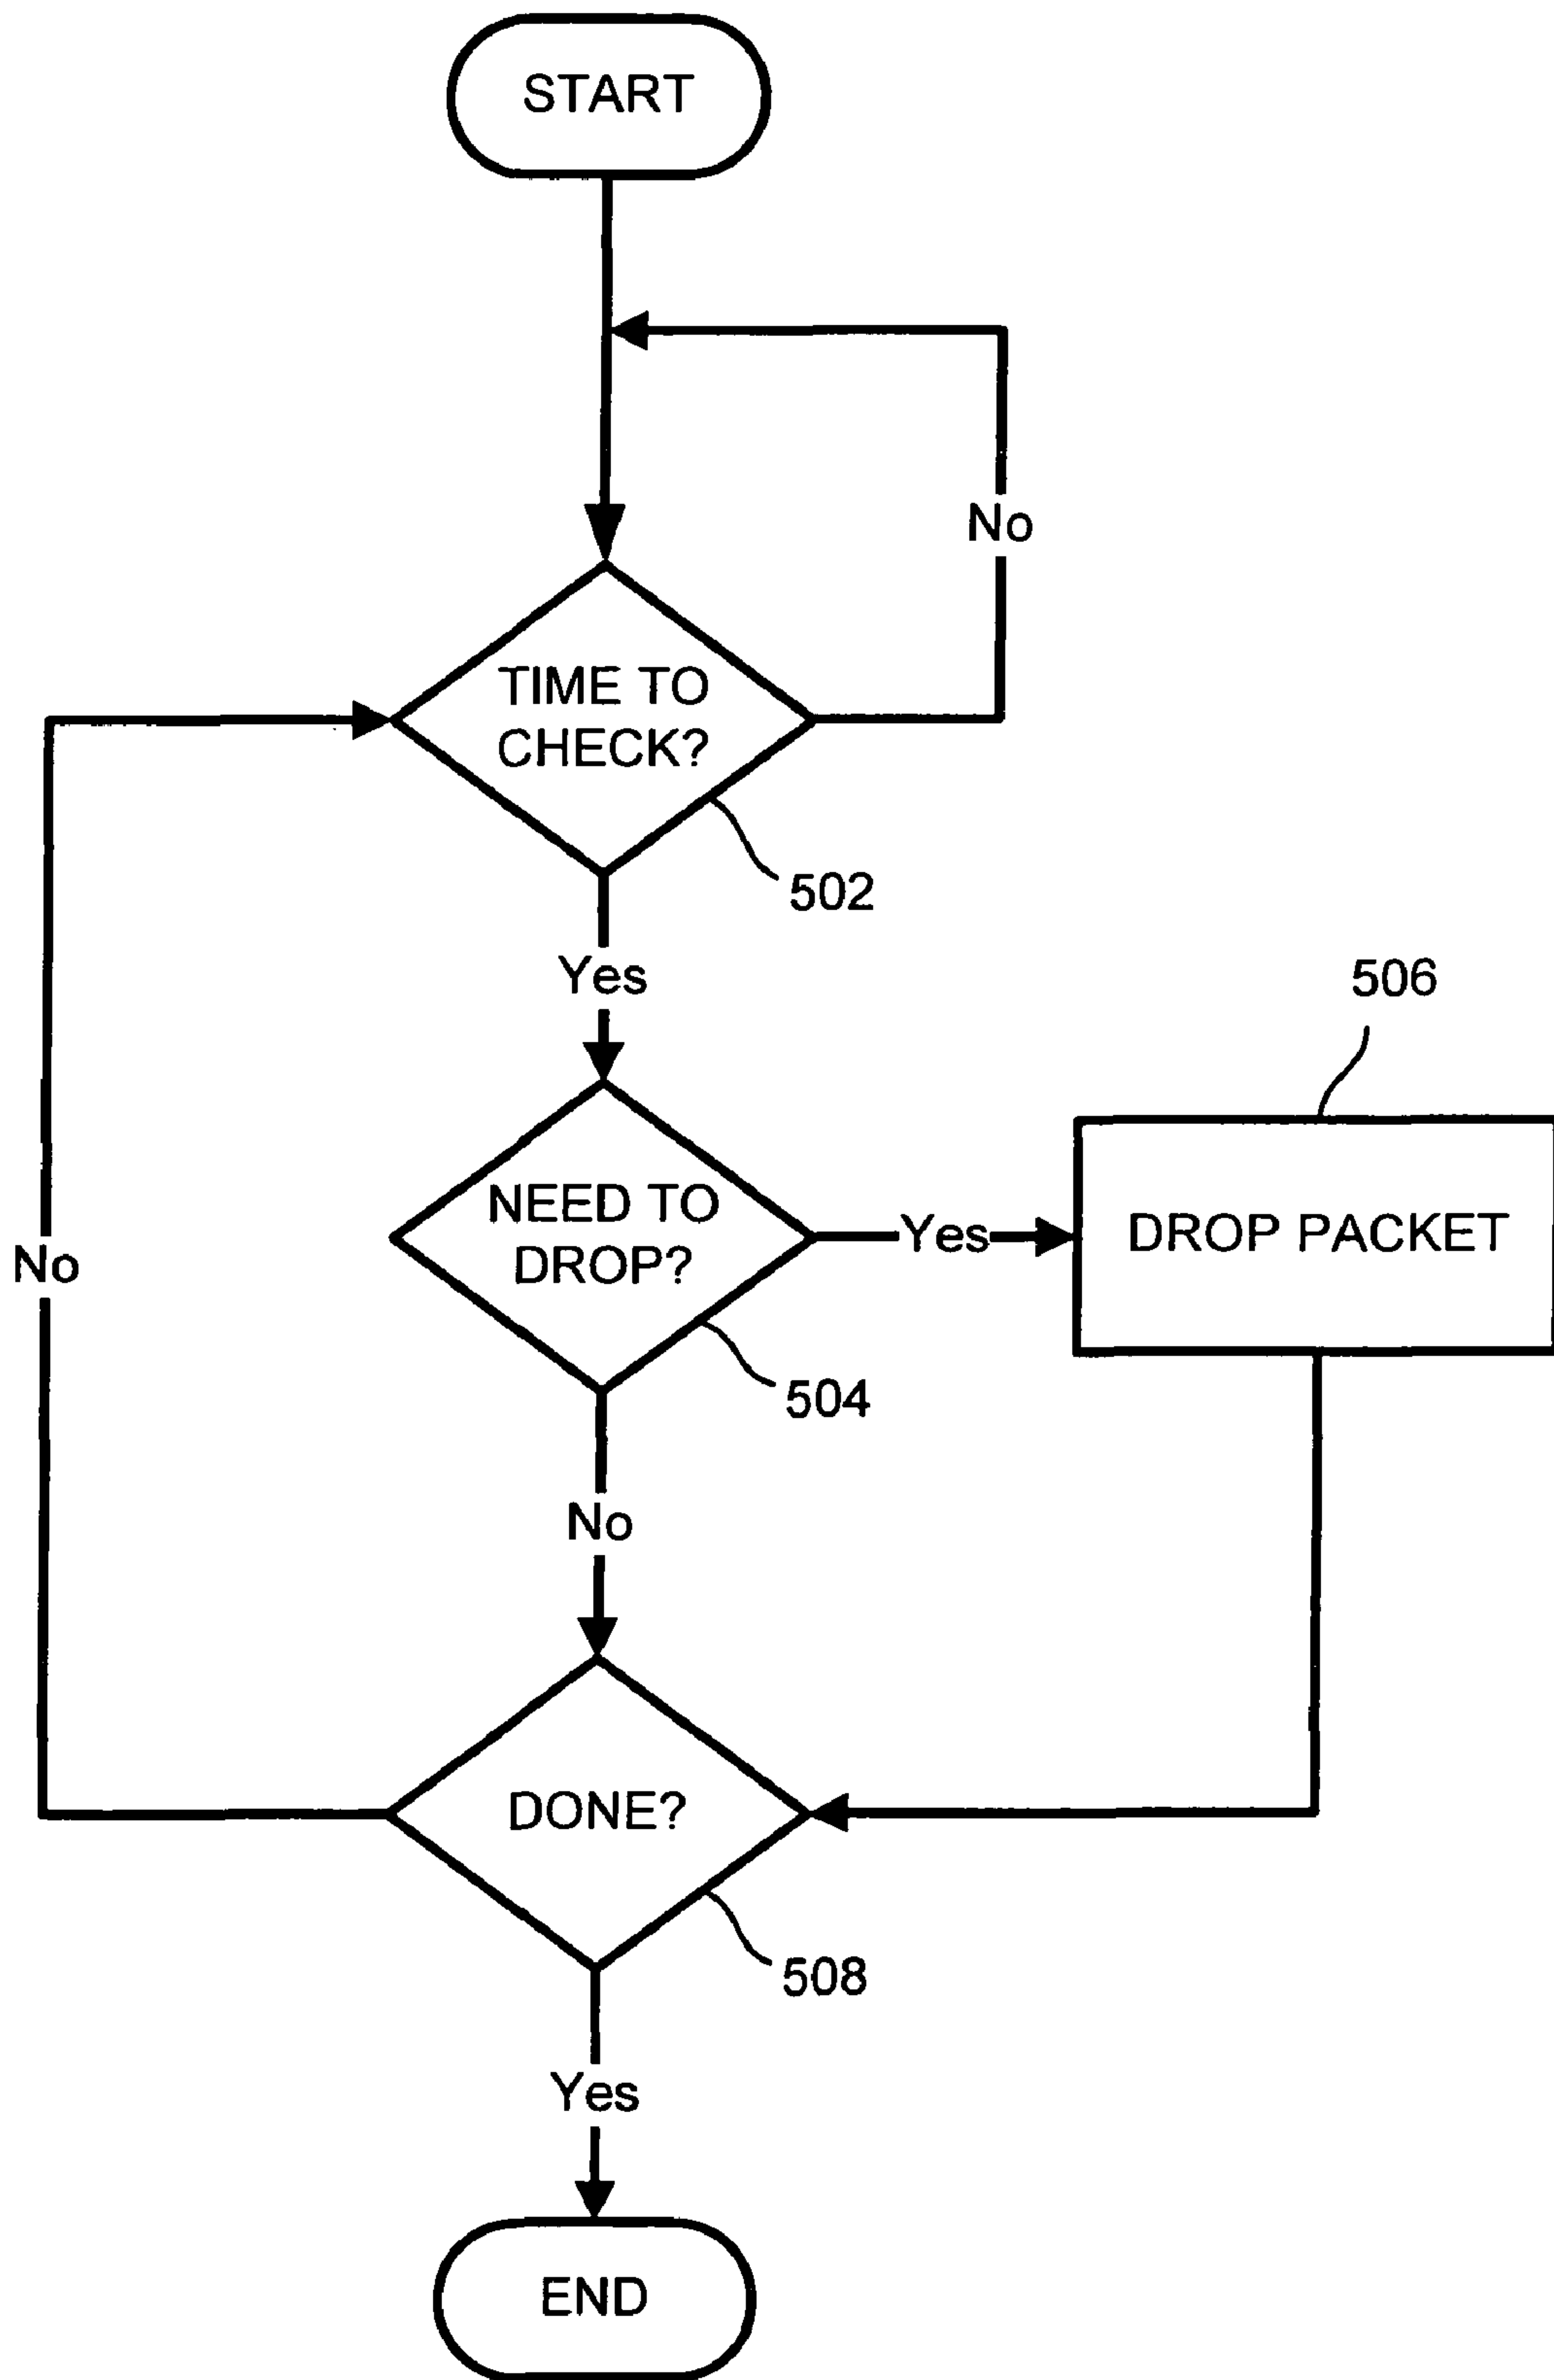 START
No
TIME TO
CHECK?
502
Yes
506
NEED TO
DROP?
Yes
DROP PACKET
No
504
No
DONE?
508
Yes
END